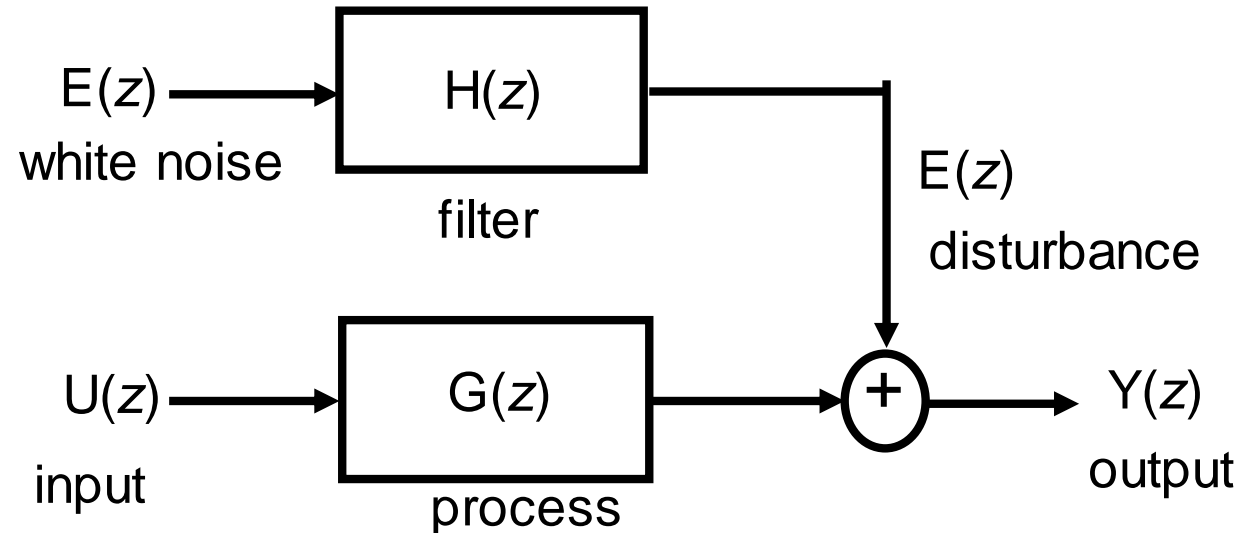 E(z)
white noise
H(z)
filter
E(z)
disturbance
U(z)
input
G(z)
process
+
Y(z)
output